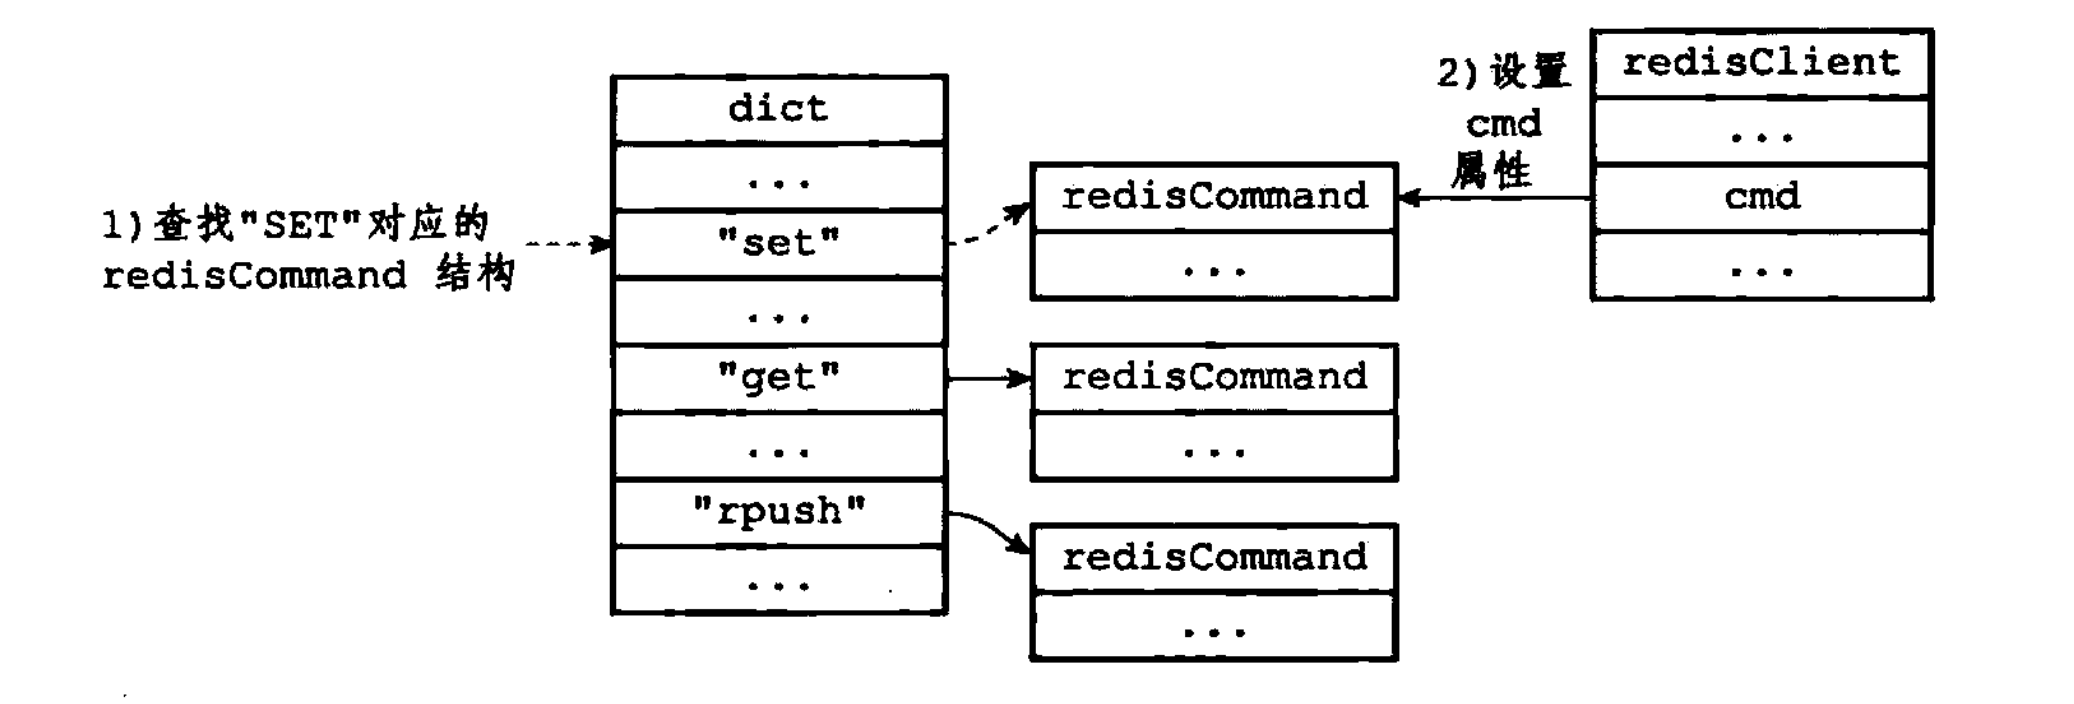 1)查找"SET"对应的
redisCommand 结构
dict
...
"set"
...
"get"
...
"rpush"
...
redisCommand
...
redisCommand
...
redisCommand
...
2)设置
cmd
属性
redisClient
...
cmd
...